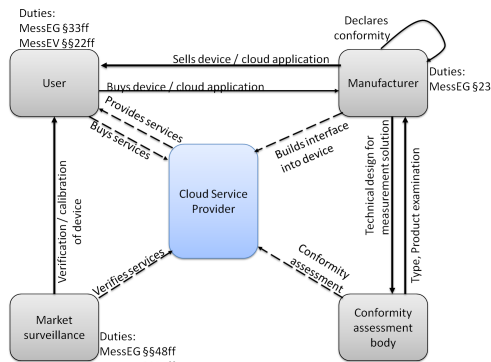 Duties:
MessEG §33ff
MessEV §§22ff
Declares
conformity
Sells device / cloud application
User
Manufacturer
Duties:
MessEG §23
Buys device / cloud application
Provides services
Buys services
Builds interface
into device
Cloud Service
Provider
Technical design for
measurement solution
Type, Product examination
Verification / calibration
of device
Verifies services
Conformity
assessment
Market
surveillance
Duties:
MessEG §§48ff
Conformity
assessment
body